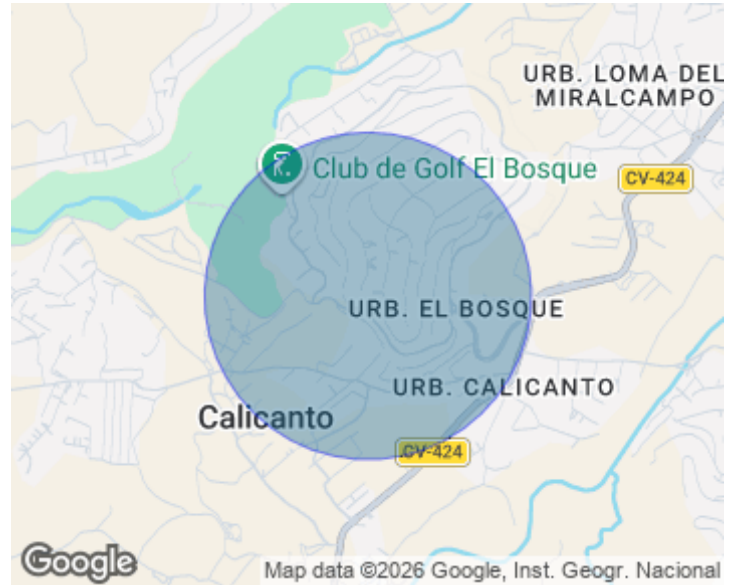 URB. LOMA DEL
MIRALCAMPO
Club de Golf El Bosque
CV-424
URB. EL BOSQUE
URB. CALICANTO
Calicanto
CV-424
Google
Map data ©2026 Google, Inst. Geogr. Nacional